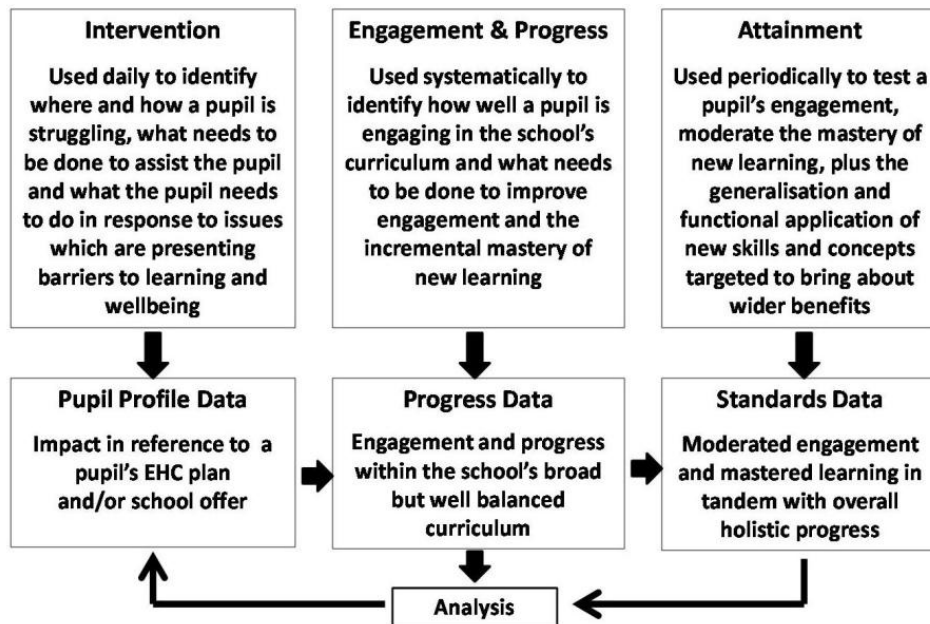 Intervention
Used daily to identify
where and how a pupil is
struggling, what needs to
be done to assist the pupil
and what the pupil needs
to do in response to issues
which are presenting
barriers to learning and
wellbeing
Engagement & Progress
Used systematically to
identify how well a pupil is
engaging in the school's
curriculum and what needs
to be done to improve
engagement and the
incremental mastery of
new learning
Attainment
Used periodically to test a
pupil's engagement,
moderate the mastery of
new learning, plus the
generalisation and
functional application of
new skills and concepts
targeted to bring about
wider benefits
Pupil Profile Data
Impact in reference to a
pupil's EHC plan
and/or school offer
Progress Data
Engagement and progress
within the school's broad
but well balanced
curriculum
Standards Data
Moderated engagement
and mastered learning in
tandem with overall
holistic progress
Analysis